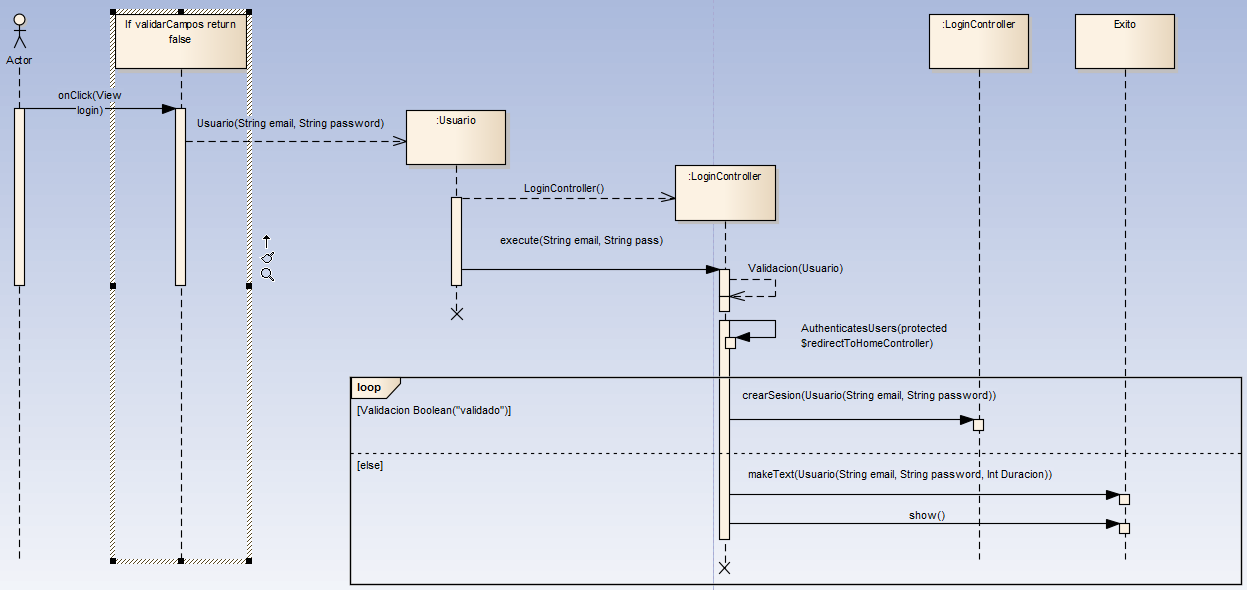 If validarCampos return
false
:LoginController
Exito
Actor
onClick(View
login)
Usuario(String email, String password)
:Usuario
:LoginController
LoginController()
execute(String email, String pass)
Validacion(Usuario)
AuthenticatesUsers(protected
$redirectToHomeController)
loop
[Validacion Boolean("validado")]
crearSesion(Usuario(String email, String password))
[else]
makeText(Usuario(String email, String password, Int Duracion))
show()